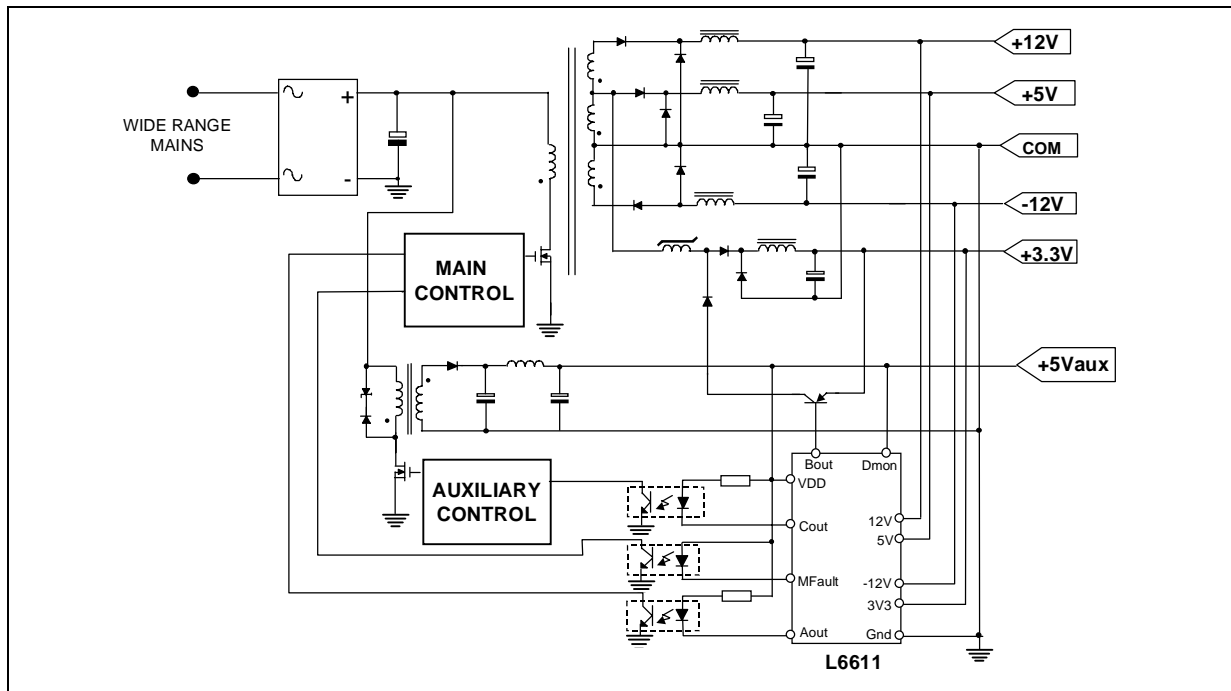 +12V
+5V
WIDE RANGE
MAINS
+
-
COM
-12V
+3.3V
MAIN
CONTROL
+5Vaux
AUXILIARY
CONTROL
Bout
Dmon
VDD
Cout
MFault
Aout
12V
5V
-12V
3V3
Gnd
L6611